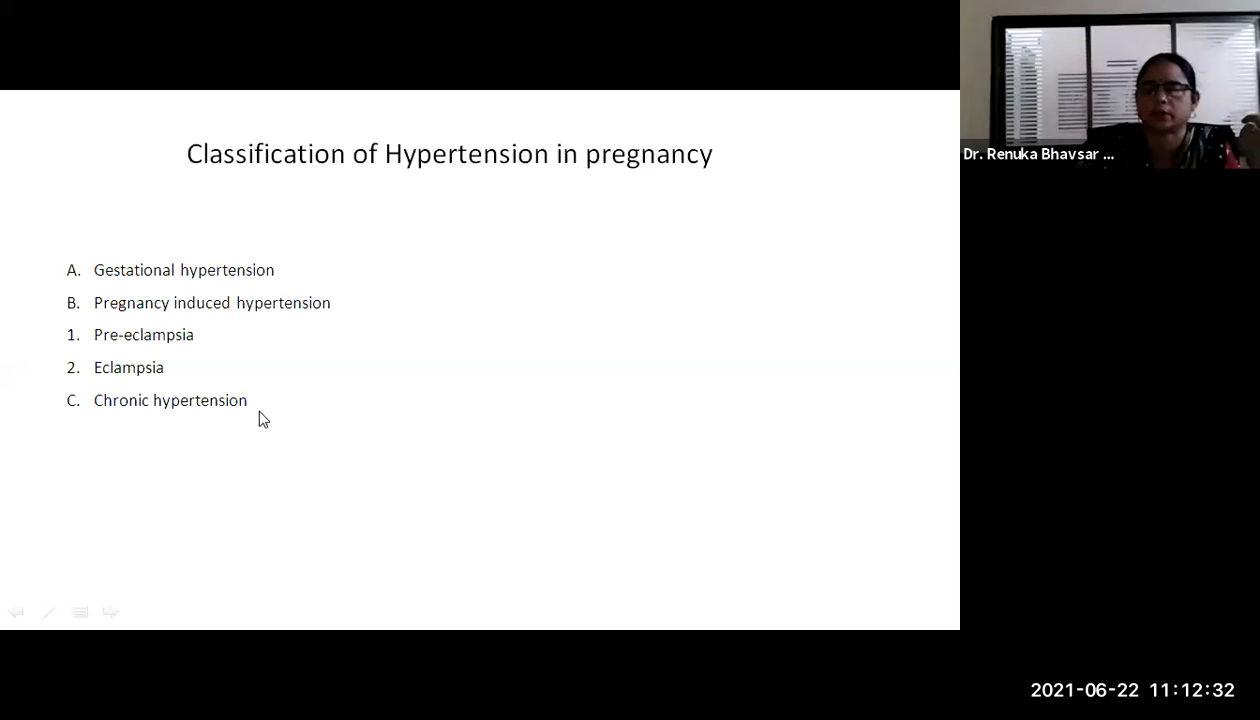 Classification of Hypertension in pregnancy
A. Gestational hypertension
B. Pregnancy induced hypertension
1. Pre-eclampsia
2. Eclampsia
C. Chronic hypertension
Dr. Renuka Bhavsar ...
2021-06-22 11:12:32